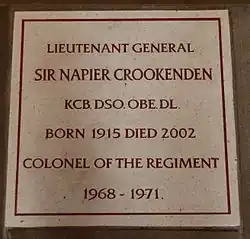 LIEUTENANT GENERAL
SIR NAPIER CROOKENDEN
KCB. DSO. OBE. DL.
BORN 1915 DIED 2002
COLONEL OF THE REGIMENT
1968 - 1971.